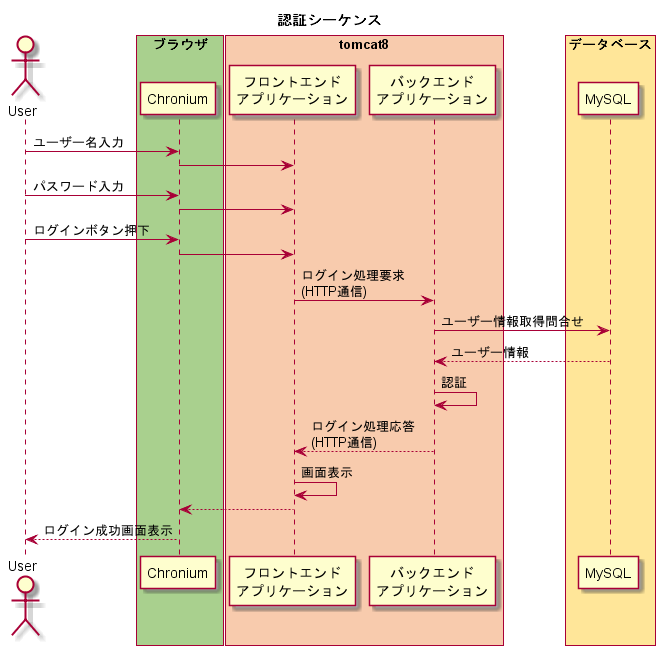 認証シーケンス
ブラウザ
tomcat8
データベース
User
Chronium
フロントエンド
アプリケーション
バックエンド
アプリケーション
MySQL
ユーザー名入力
パスワード入力
ログインボタン押下
ログイン処理要求
(HTTP通信)
ユーザー情報取得問合せ
ユーザー情報
認証
ログイン処理応答
(HTTP通信)
画面表示
ログイン成功画面表示
User
Chronium
フロントエンド
アプリケーション
バックエンド
アプリケーション
MySQL